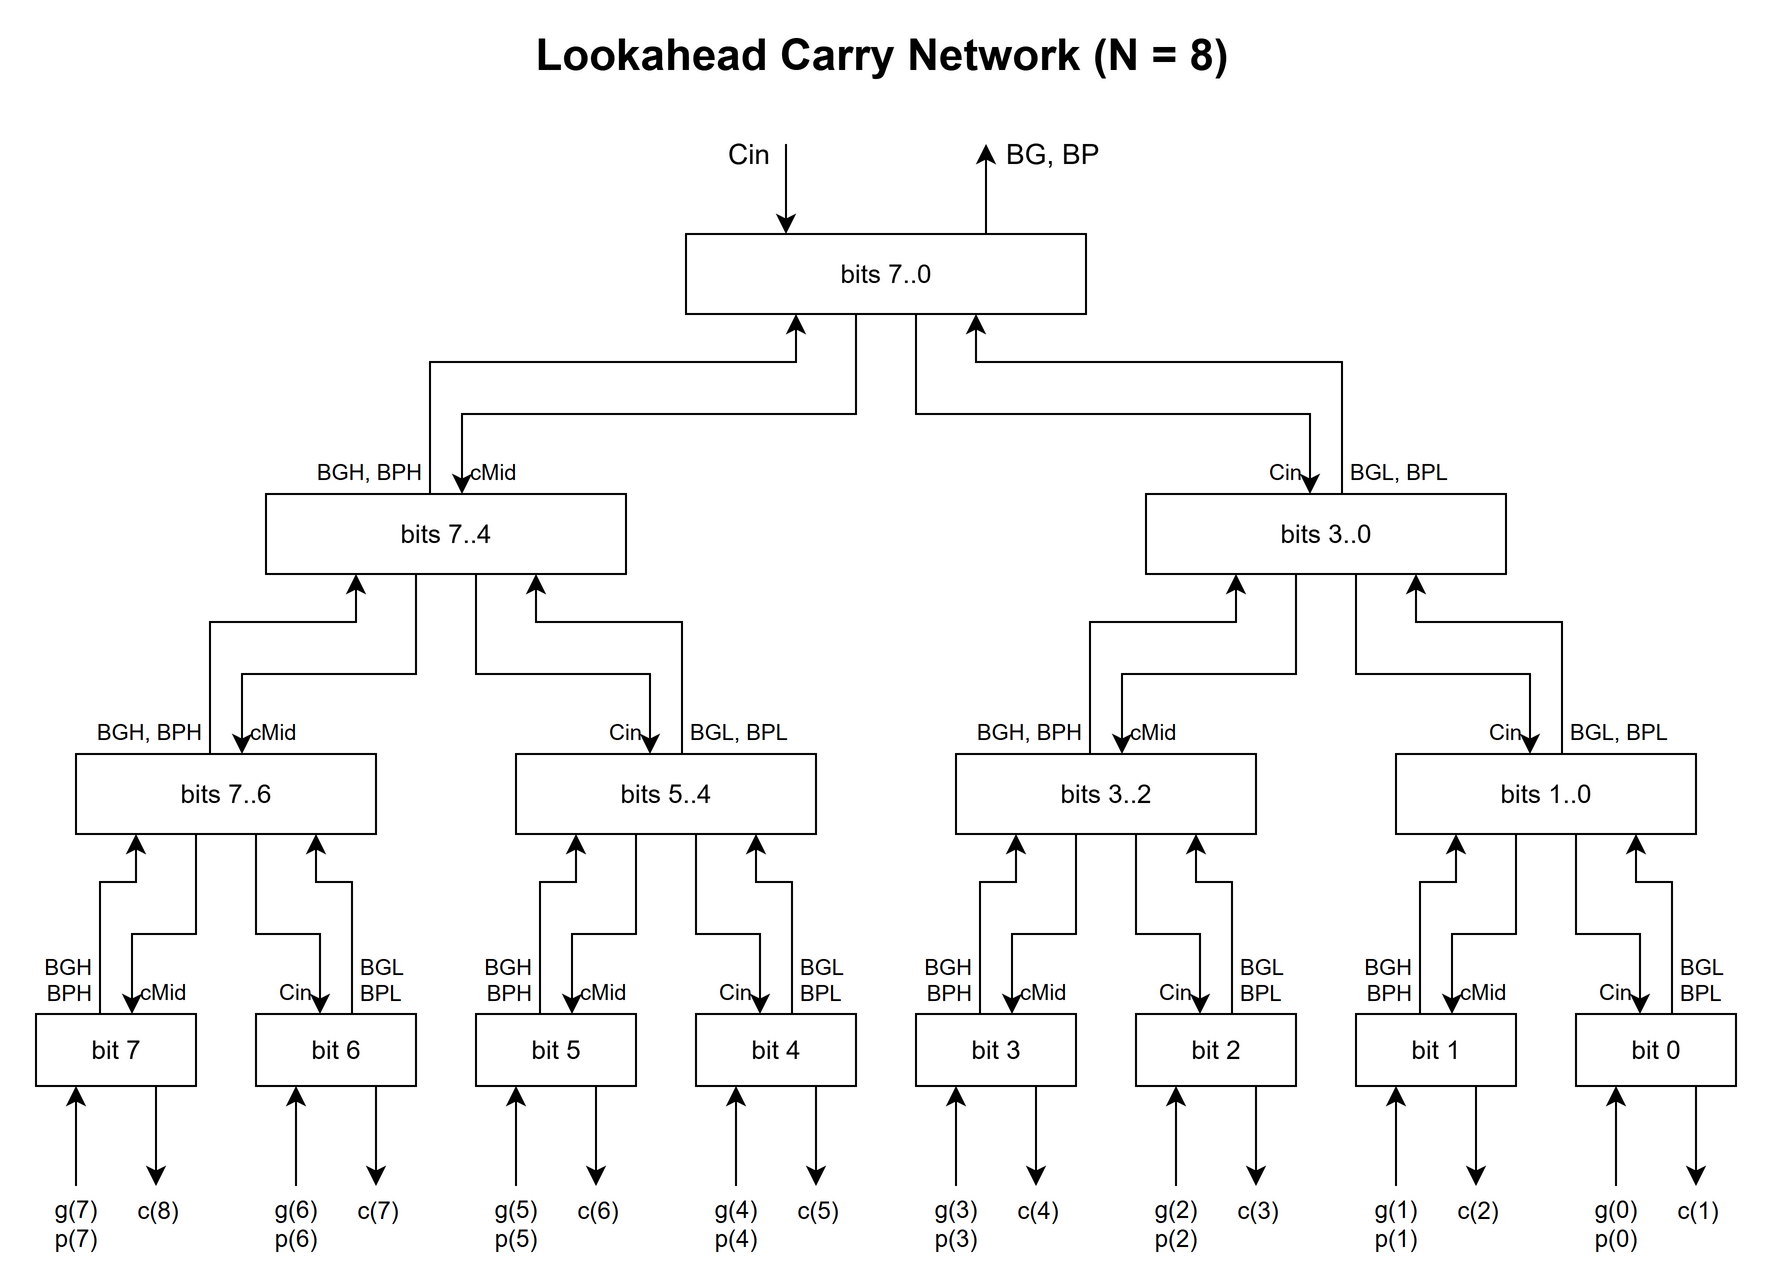 Lookahead Carry Network (N = 8)
Cin
BG, BP
bits 7..0
BGH, BPH
cMid
Cin
BGL, BPL
bits 7..4
bits 3..0
BGH, BPH
cMid
Cin
BGL, BPL
BGH, BPH
cMid
Cin
BGL, BPL
bits 7..6
bits 5..4
bits 3..2
bits 1..0
BGH
BPH
cMid
Cin
BGL
BPL
BGH
BPH
cMid
Cin
BGL
BPL
BGH
BPH
cMid
Cin
BGL
BPL
BGH
BPH
cMid
Cin
BGL
BPL
bit 7
bit 6
bit 5
bit 4
bit 3
bit 2
bit 1
bit 0
g(7)
p(7)
c(8)
g(6)
p(6)
c(7)
g(5)
p(5)
c(6)
g(4)
p(4)
c(5)
g(3)
p(3)
c(4)
g(2)
p(2)
c(3)
g(1)
p(1)
c(2)
g(0)
p(0)
c(1)